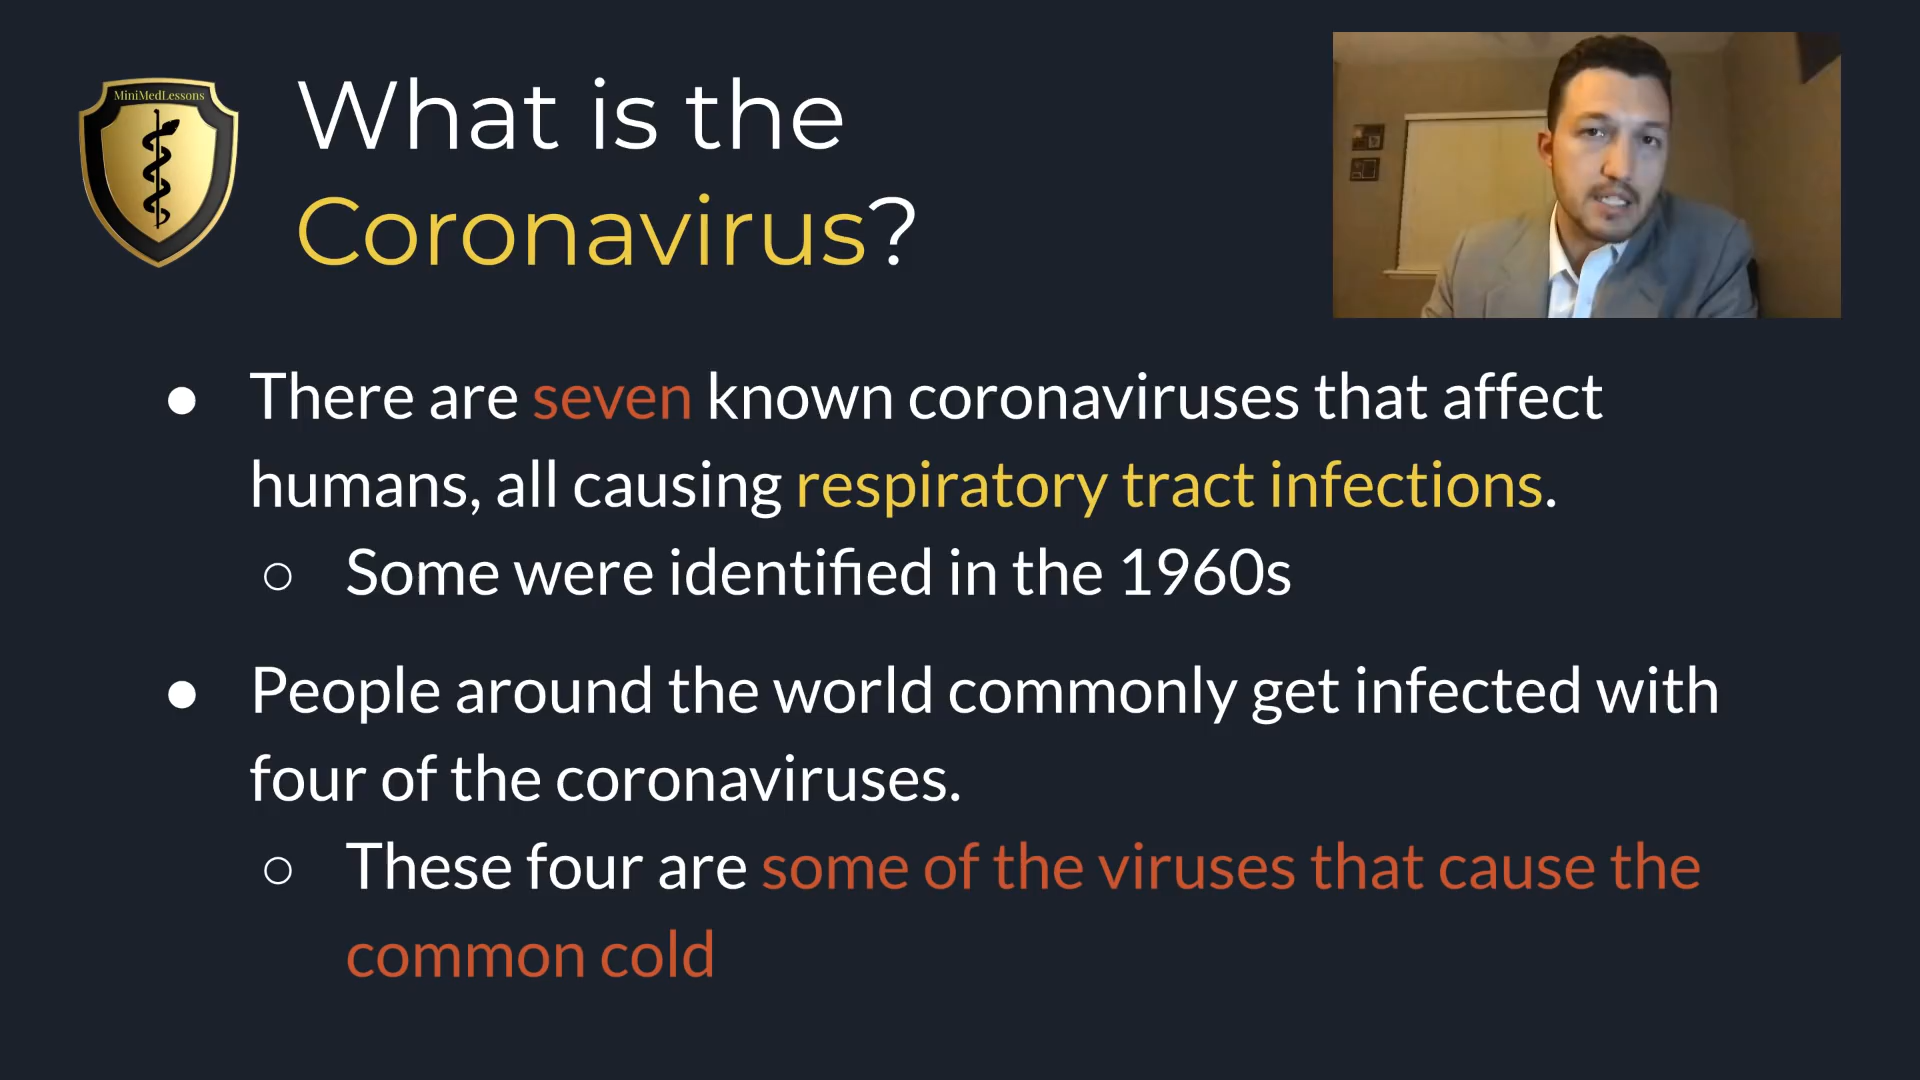 MiniMedLessons
What is the
Coronavirus?
● There are seven known coronaviruses that affect
humans, all causing respiratory tract infections.
○ Some were identified in the 1960s
● People around the world commonly get infected with
four of the coronaviruses.
○ These four are some of the viruses that cause the
common cold